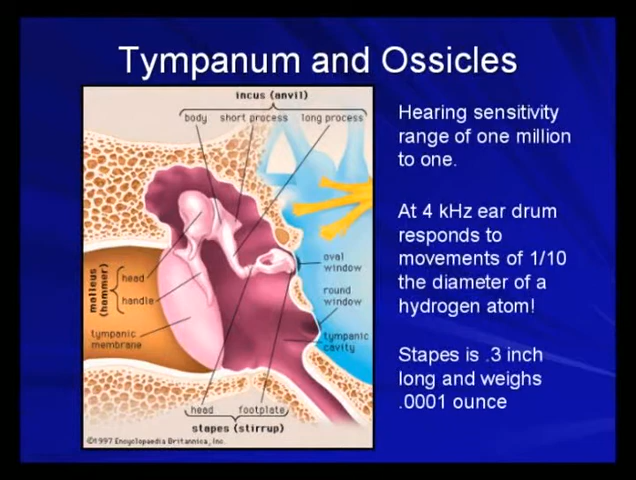 Tympanum and Ossicles
incus (anvil)
body short process long process
malleus
(hammer)
head
handle
tympanic
membrane
oval
window
round
window
tympanic
cavity
head footplate
stapes (stirrup)
©1997 Encyclopaedia Britannica, Inc.
Hearing sensitivity
range of one million
to one.
At 4 kHz ear drum
responds to
movements of 1/10
the diameter of a
hydrogen atom!
Stapes is .3 inch
long and weighs
.0001 ounce